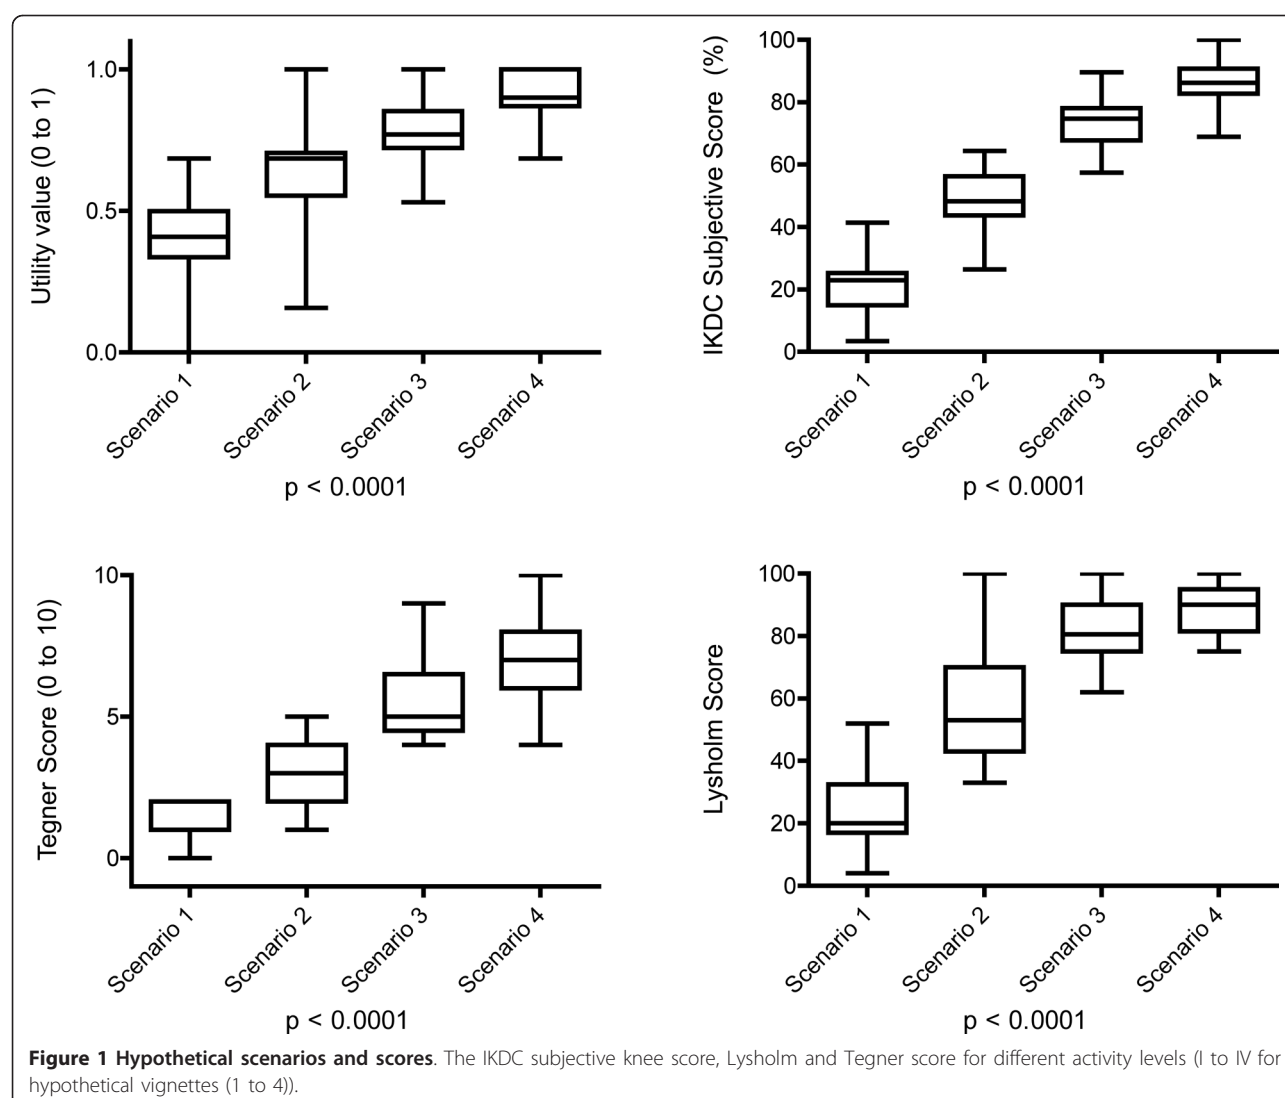 Utility value (0 to 1)
1.0
0.5
0.0
Scenario 1
Scenario 2
Scenario 3
Scenario 4
p < 0.0001
IKDC Subjective Score (%)
100
80
60
40
20
0
Scenario 1
Scenario 2
Scenario 3
Scenario 4
p < 0.0001
Tegner Score (0 to 10)
10
5
0
Scenario 1
Scenario 2
Scenario 3
Scenario 4
p < 0.0001
Lysholm Score
100
80
60
40
20
0
Scenario 1
Scenario 2
Scenario 3
Scenario 4
p < 0.0001
Figure 1 Hypothetical scenarios and scores. The IKDC subjective knee score, Lysholm and Tegner score for different activity levels (I to IV for
hypothetical vignettes (1 to 4)).